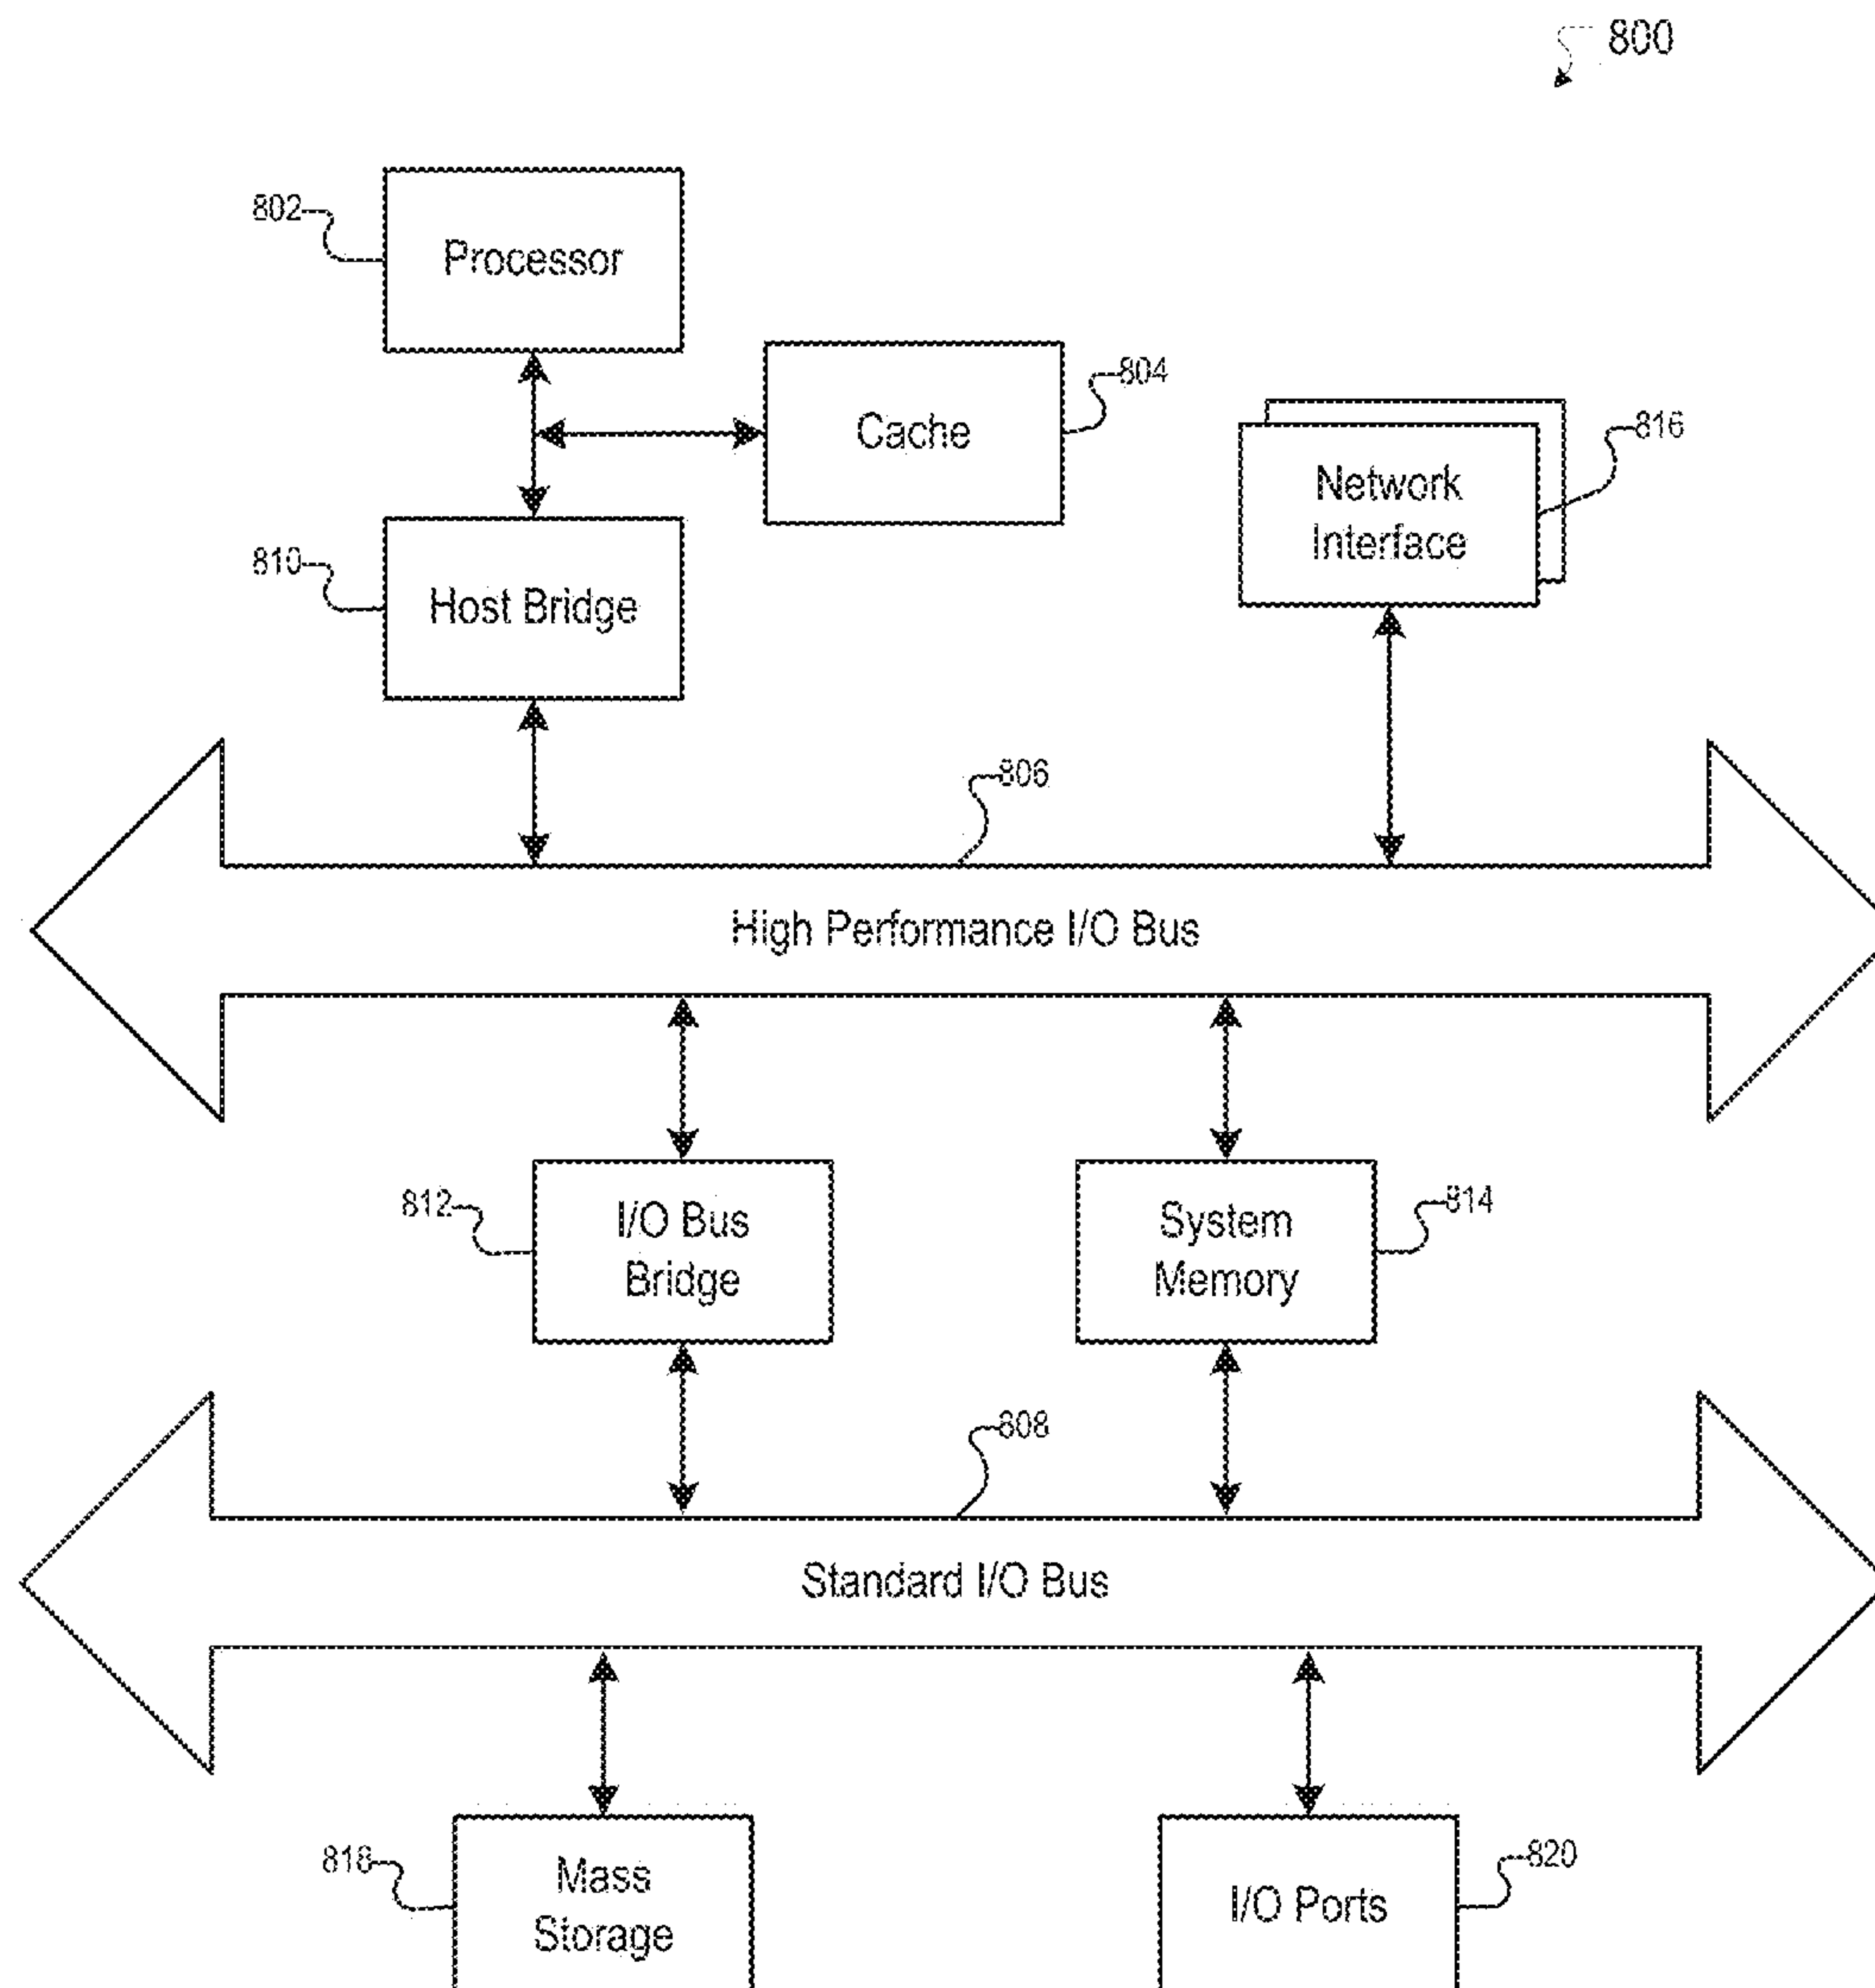 800
802
Processor
804
Cache
816
Network
Interface
810
Host Bridge
806
High Performance I/O Bus
812
I/O Bus
Bridge
814
System
Memory
808
Standard I/O Bus
818
Mass
Storage
820
I/O Ports